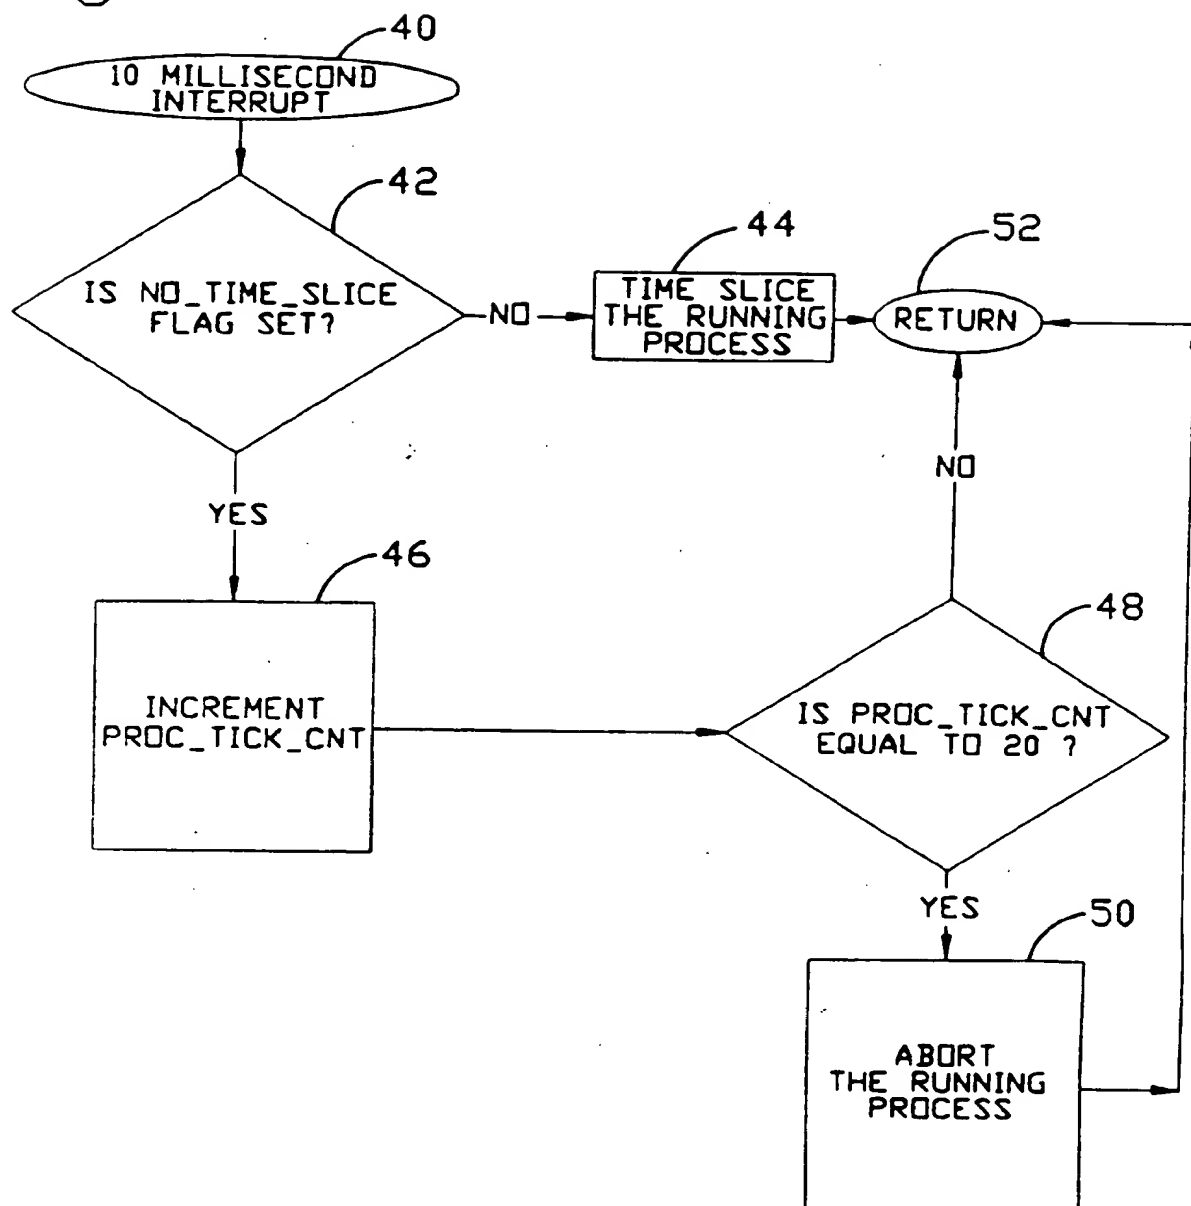 40
10 MILLISECOND
INTERRUPT
42
IS NO_TIME_SLICE
FLAG SET?
NO
44
TIME SLICE
THE RUNNING
PROCESS
52
RETURN
YES
NO
46
INCREMENT
PROC_TICK_CNT
48
IS PROC_TICK_CNT
EQUAL TO 20 ?
YES
50
ABORT
THE RUNNING
PROCESS